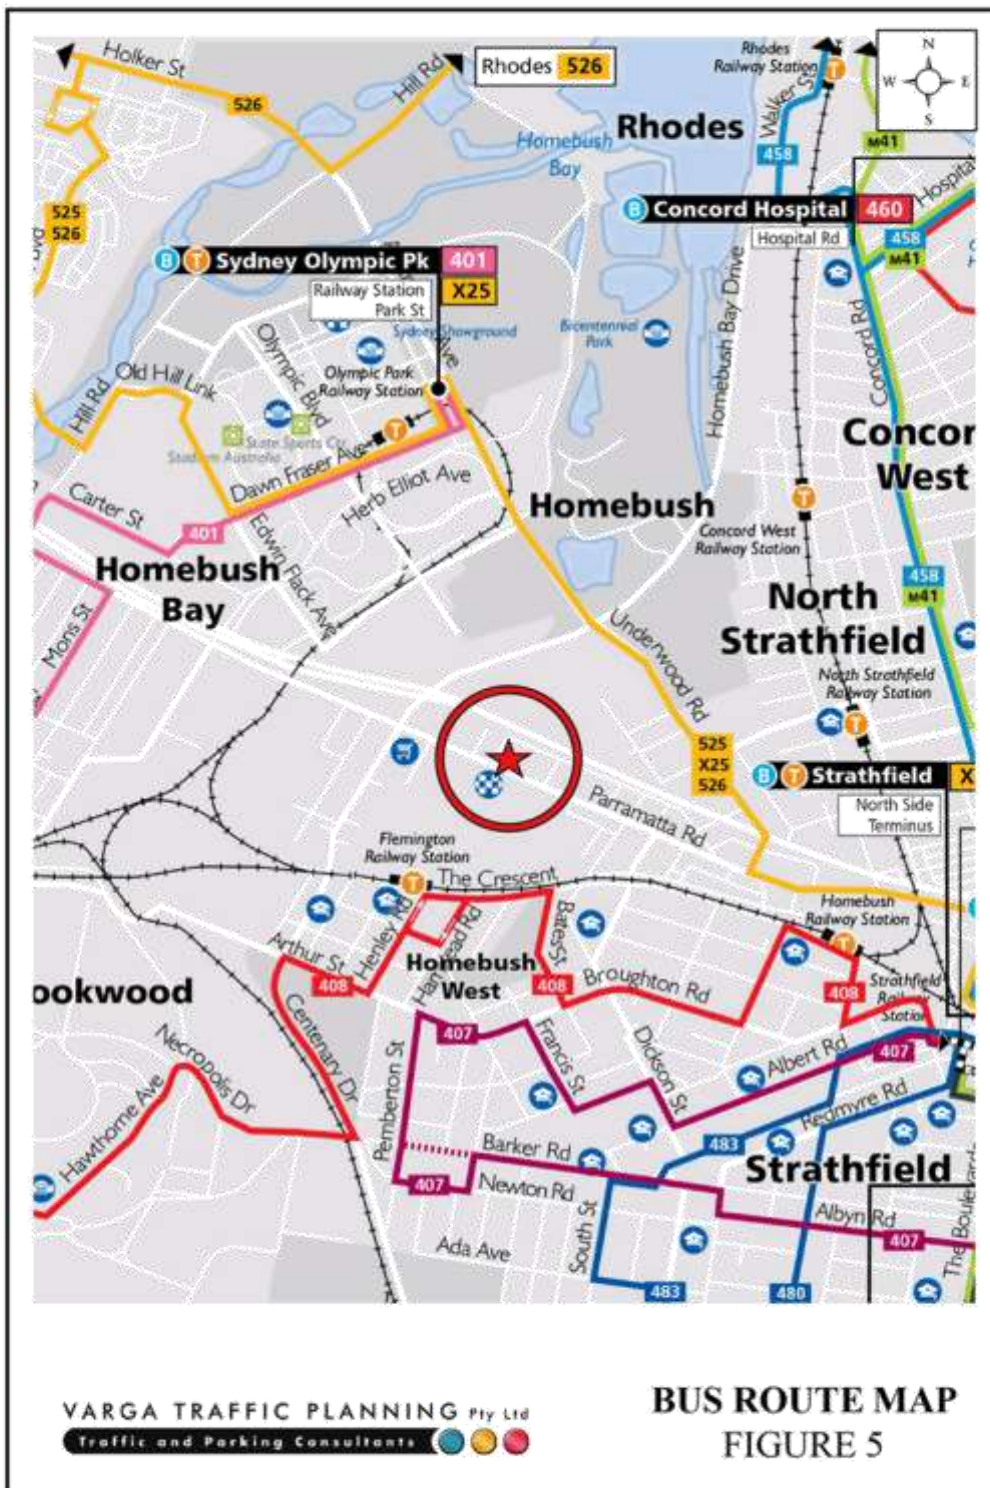 Holker St
Hill Rd
Rhodes 526
Rhodes
Railway Station
N
W E
S
526
Walker St
Rhodes
Homebush
Bay
458
M41
525
526
Concord Hospital 460
Hospital Rd
458
M41
Sydney Olympic Pk 401
Railway Station
Park St
X25
Sydney Showground
Ave
Bicentennial
Park
Homebush Bay Drive
Concord Rd
Olympic Blvd
Olympic Park
Railway Station
Old Hill Link
Hill Rd
State Sports Ctr
Stadium Australia
Dawn Fraser Ave
Herb Elliot Ave
Concor
West
Carter St
401
Edwin Flack Ave
Homebush
Concord West
Railway Station
Homebush
Bay
458
M41
North
Strathfield
Mons St
Underwood Rd
North Strathfield
Railway Station
525
X25
526
Strathfield X
North Side
Terminus
Parramatta Rd
Flemington
Railway Station
The Crescent
Homebush
Railway Station
Henley Rd
Bates St
Arthur St
408
Homebush
West
408
Broughton Rd
408
Strathfield
ookwood
Centenary Dr
407
Francis St
Dickson St
Albert Rd
407
Necropolis Dr
Hawthorne Ave
Pemberton St
Redmyre Rd
Barker Rd
483
Strathfield
407
Newton Rd
South St
Albyn Rd
407
Ada Ave
483
480
VARGA TRAFFIC PLANNING Pty Ltd
Traffic and Parking Consultants
BUS ROUTE MAP
FIGURE 5